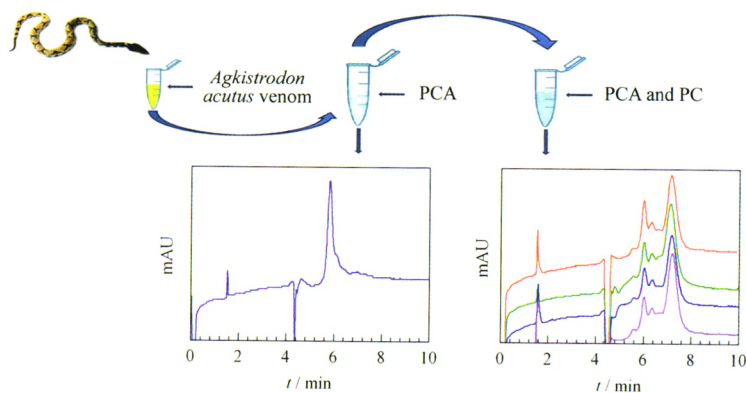 Agkistrodon
acutus venom
PCA
PCA and PC
mAU
0 2 4 6 8 10
t / min
mAU
0 2 4 6 8 10
t / min